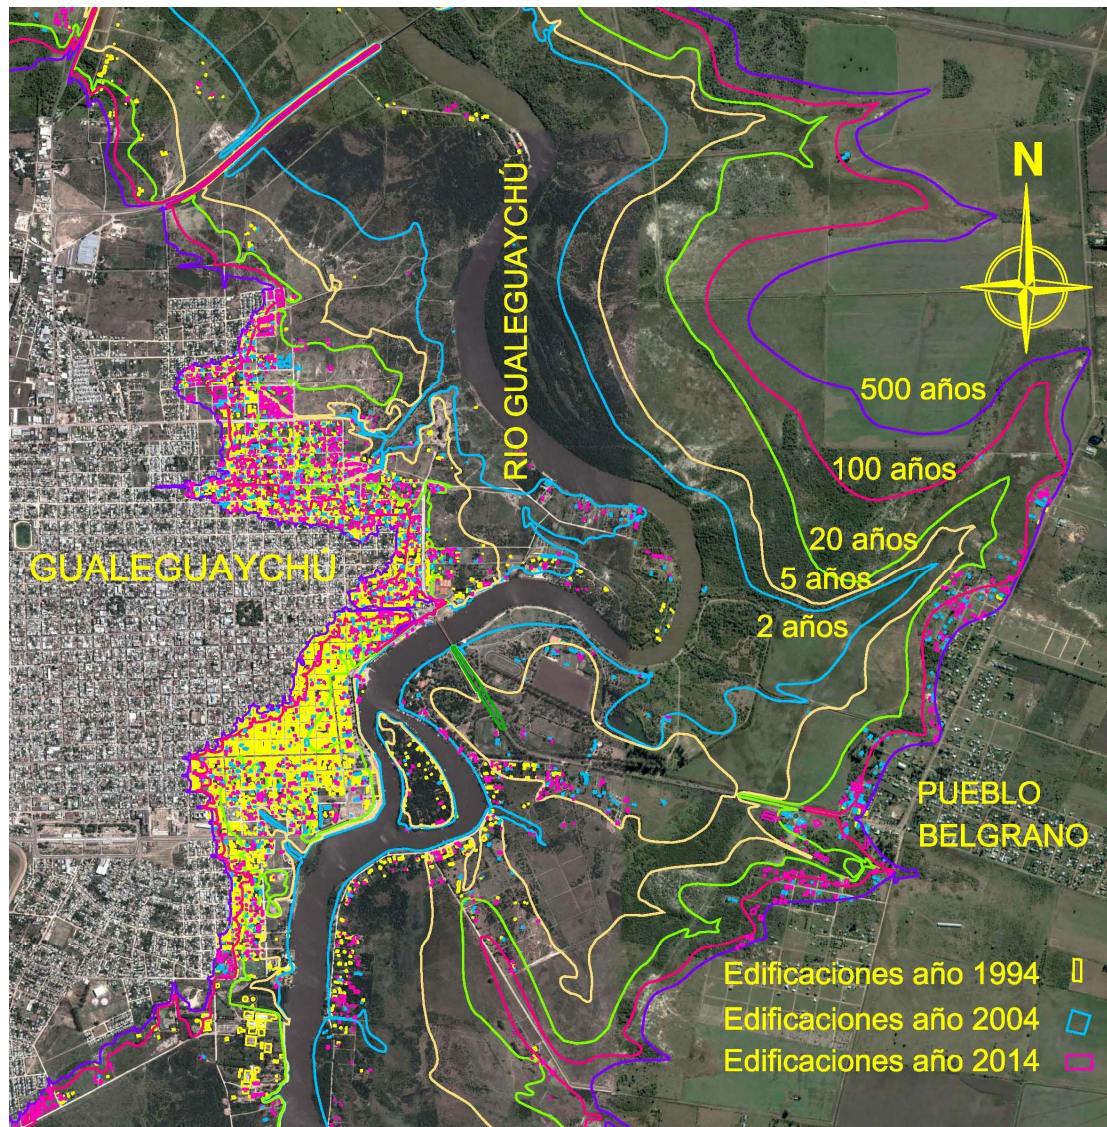 N
RIO GUALEGUAYCHÚ
500 años
100 años
20 años
GUALEGUAYCHÚ
5 años
2 años
PUEBLO
BELGRANO
Edificaciones año 1994
Edificaciones año 2004
Edificaciones año 2014